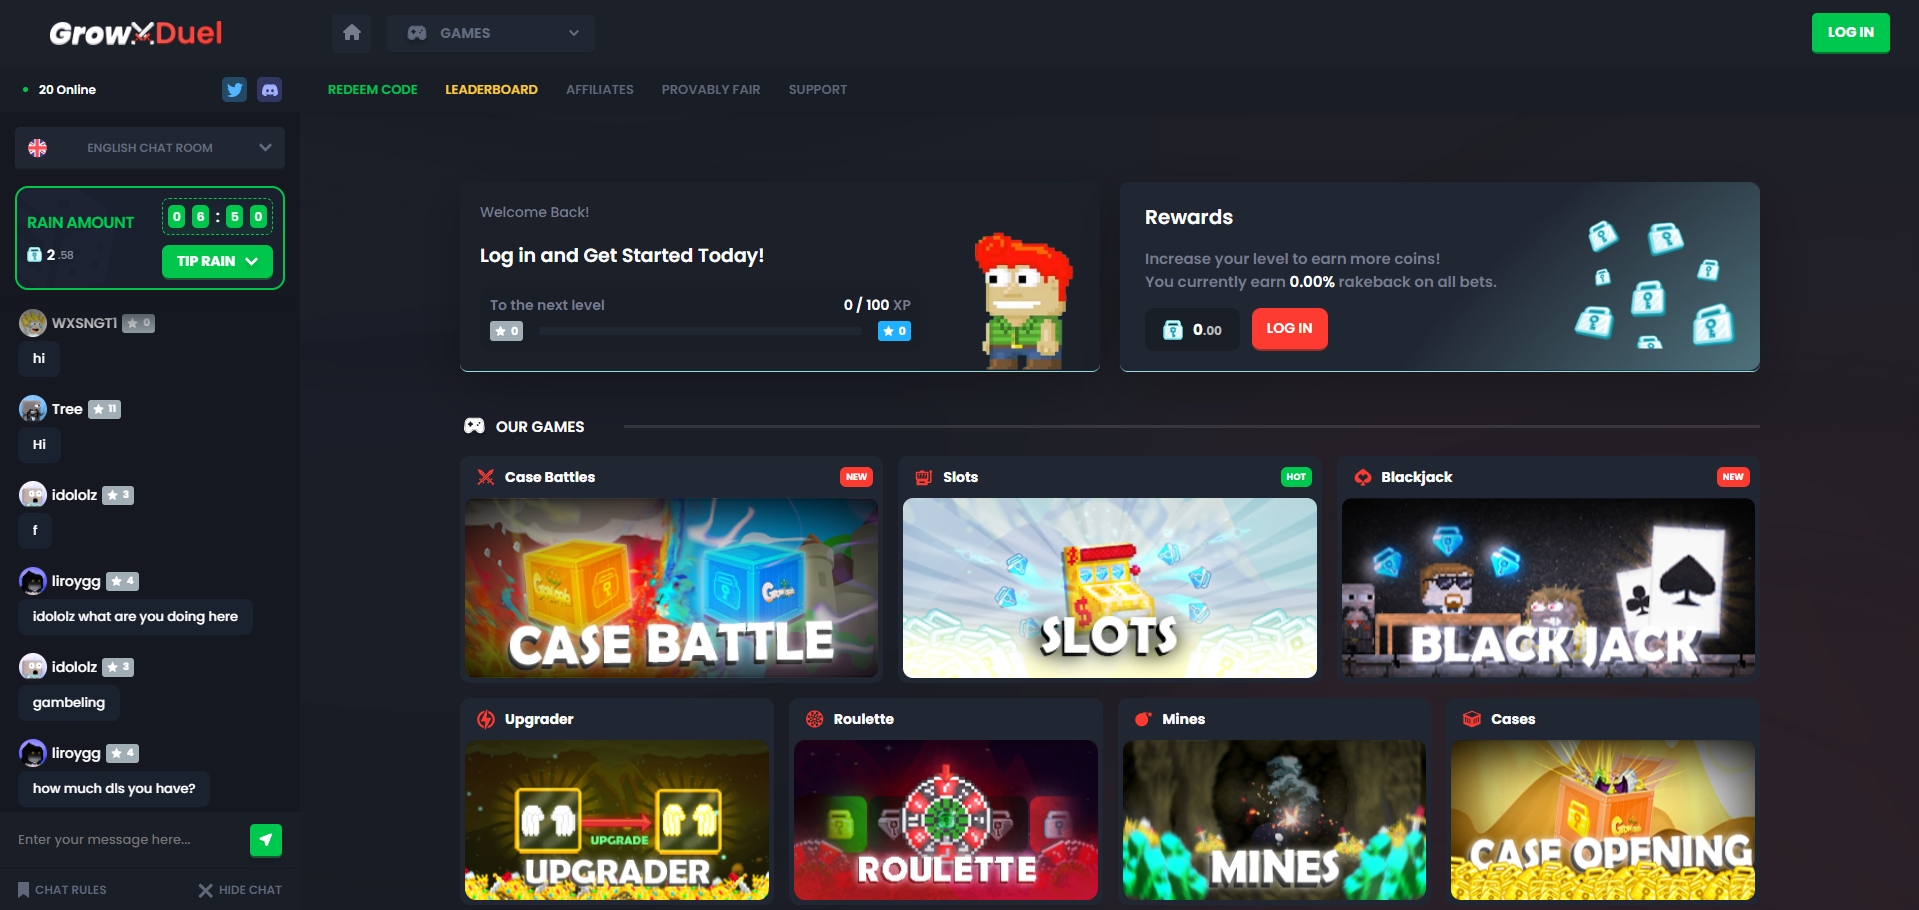 GrowDuel
GAMES
LOG IN
20 Online
REDEEM CODE
LEADERBOARD
AFFILIATES
PROVABLY FAIR
SUPPORT
ENGLISH CHAT ROOM
RAIN AMOUNT
06:50
2.58
TIP RAIN
WXSNGT1 0
hi
Tree 11
Hi
idololz 3
f
liroygg 4
idololz what are you doing here
idololz 3
gambeling
liroygg 4
how much dls you have?
Enter your message here...
CHAT RULES
HIDE CHAT
Welcome Back!
Log in and Get Started Today!
To the next level
0 / 100 XP
0
0
Rewards
Increase your level to earn more coins!
You currently earn 0.00% rakeback on all bets.
0.00
LOG IN
OUR GAMES
Case Battles
NEW
CASE BATTLE
Slots
HOT
SLOTS
Blackjack
NEW
BLACK JACK
Upgrader
UPGRADE
UPGRADER
Roulette
ROULETTE
Mines
MINES
Cases
CASE OPENING